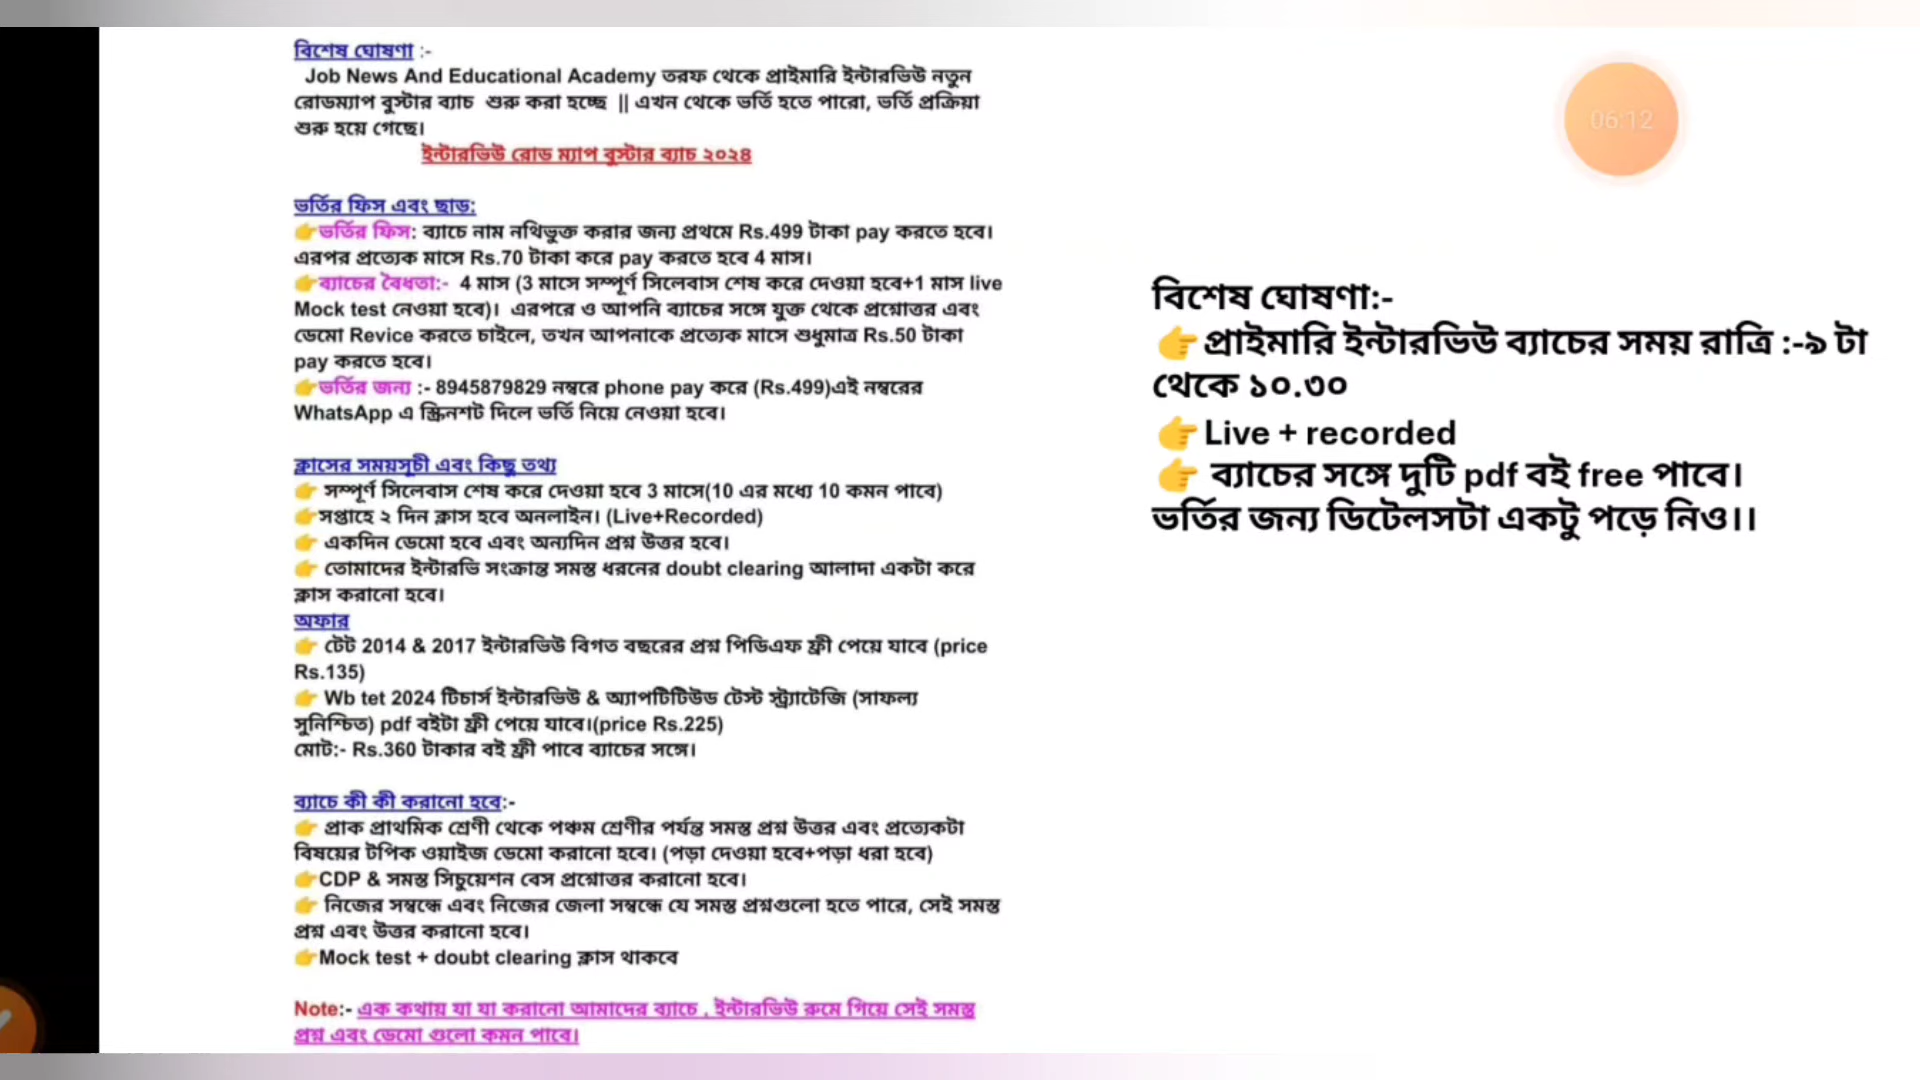 বিশেষ ঘোষণা :-
Job News And Educational Academy তরফ থেকে প্রাইমারি ইন্টারভিউ নতুন
রোডম্যাপ বুস্টার ব্যাচ শুরু করা হচ্ছে || এখন থেকে ভর্তি হতে পারো, ভর্তি প্রক্রিয়া
শুরু হয়ে গেছে।
ইন্টারভিউ রোড ম্যাপ বুস্টার ব্যাচ ২০২৪
ভর্তির ফিস এবং ছাড়:
👉ভর্তির ফিস: ব্যাচে নাম নথিভুক্ত করার জন্য প্রথমে Rs.499 টাকা pay করতে হবে।
এরপর প্রত্যেক মাসে Rs.70 টাকা করে pay করতে হবে 4 মাস।
👉ব্যাচের বৈধতা:- 4 মাস (3 মাসে সম্পূর্ণ সিলেবাস শেষ করে দেওয়া হবে+1 মাস live
Mock test নেওয়া হবে)। এরপরে ও আপনি ব্যাচের সঙ্গে যুক্ত থেকে প্রশ্নোত্তর এবং
ডেমো Revice করতে চাইলে, তখন আপনাকে প্রত্যেক মাসে শুধুমাত্র Rs.50 টাকা
pay করতে হবে।
👉ভর্তির জন্য :- 8945879829 নম্বরে phone pay করে (Rs.499)এই নম্বরের
WhatsApp এ স্ক্রিনশট দিলে ভর্তি নিয়ে নেওয়া হবে।
ক্লাসের সময়সূচী এবং কিছু তথ্য
👉 সম্পূর্ণ সিলেবাস শেষ করে দেওয়া হবে 3 মাসে(10 এর মধ্যে 10 কমন পাবে)
👉সপ্তাহে ২ দিন ক্লাস হবে অনলাইন। (Live+Recorded)
👉 একদিন ডেমো হবে এবং অন্যদিন প্রশ্ন উত্তর হবে।
👉 তোমাদের ইন্টারভি সংক্রান্ত সমস্ত ধরনের doubt clearing আলাদা একটা করে
ক্লাস করানো হবে।
অফার
👉 টেট 2014 & 2017 ইন্টারভিউ বিগত বছরের প্রশ্ন পিডিএফ ফ্রী পেয়ে যাবে (price
Rs.135)
👉 Wb tet 2024 টিচার্স ইন্টারভিউ & অ্যাপটিটিউড টেস্ট স্ট্র্যাটেজি (সাফল্য
সুনিশ্চিত) pdf বইটা ফ্রী পেয়ে যাবে।(price Rs.225)
মোট:- Rs.360 টাকার বই ফ্রী পাবে ব্যাচের সঙ্গে।
ব্যাচে কী কী করানো হবে:-
👉 প্রাক প্রাথমিক শ্রেণী থেকে পঞ্চম শ্রেণীর পর্যন্ত সমস্ত প্রশ্ন উত্তর এবং প্রত্যেকটা
বিষয়ের টপিক ওয়াইজ ডেমো করানো হবে। (পড়া দেওয়া হবে+পড়া ধরা হবে)
👉CDP & সমস্ত সিচুয়েশন বেস প্রশ্নোত্তর করানো হবে।
👉 নিজের সম্বন্ধে এবং নিজের জেলা সম্বন্ধে যে সমস্ত প্রশ্নগুলো হতে পারে, সেই সমস্ত
প্রশ্ন এবং উত্তর করানো হবে।
👉Mock test + doubt clearing ক্লাস থাকবে
Note:- এক কথায় যা যা করানো আমাদের ব্যাচে , ইন্টারভিউ রুমে গিয়ে সেই সমস্ত
প্রশ্ন এবং ডেমো গুলো কমন পাবে।
06:12
বিশেষ ঘোষণা:-
👉প্রাইমারি ইন্টারভিউ ব্যাচের সময় রাত্রি :-৯ টা
থেকে ১০.৩০
👉Live + recorded
👉 ব্যাচের সঙ্গে দুটি pdf বই free পাবে।
ভর্তির জন্য ডিটেলসটা একটু পড়ে নিও।।